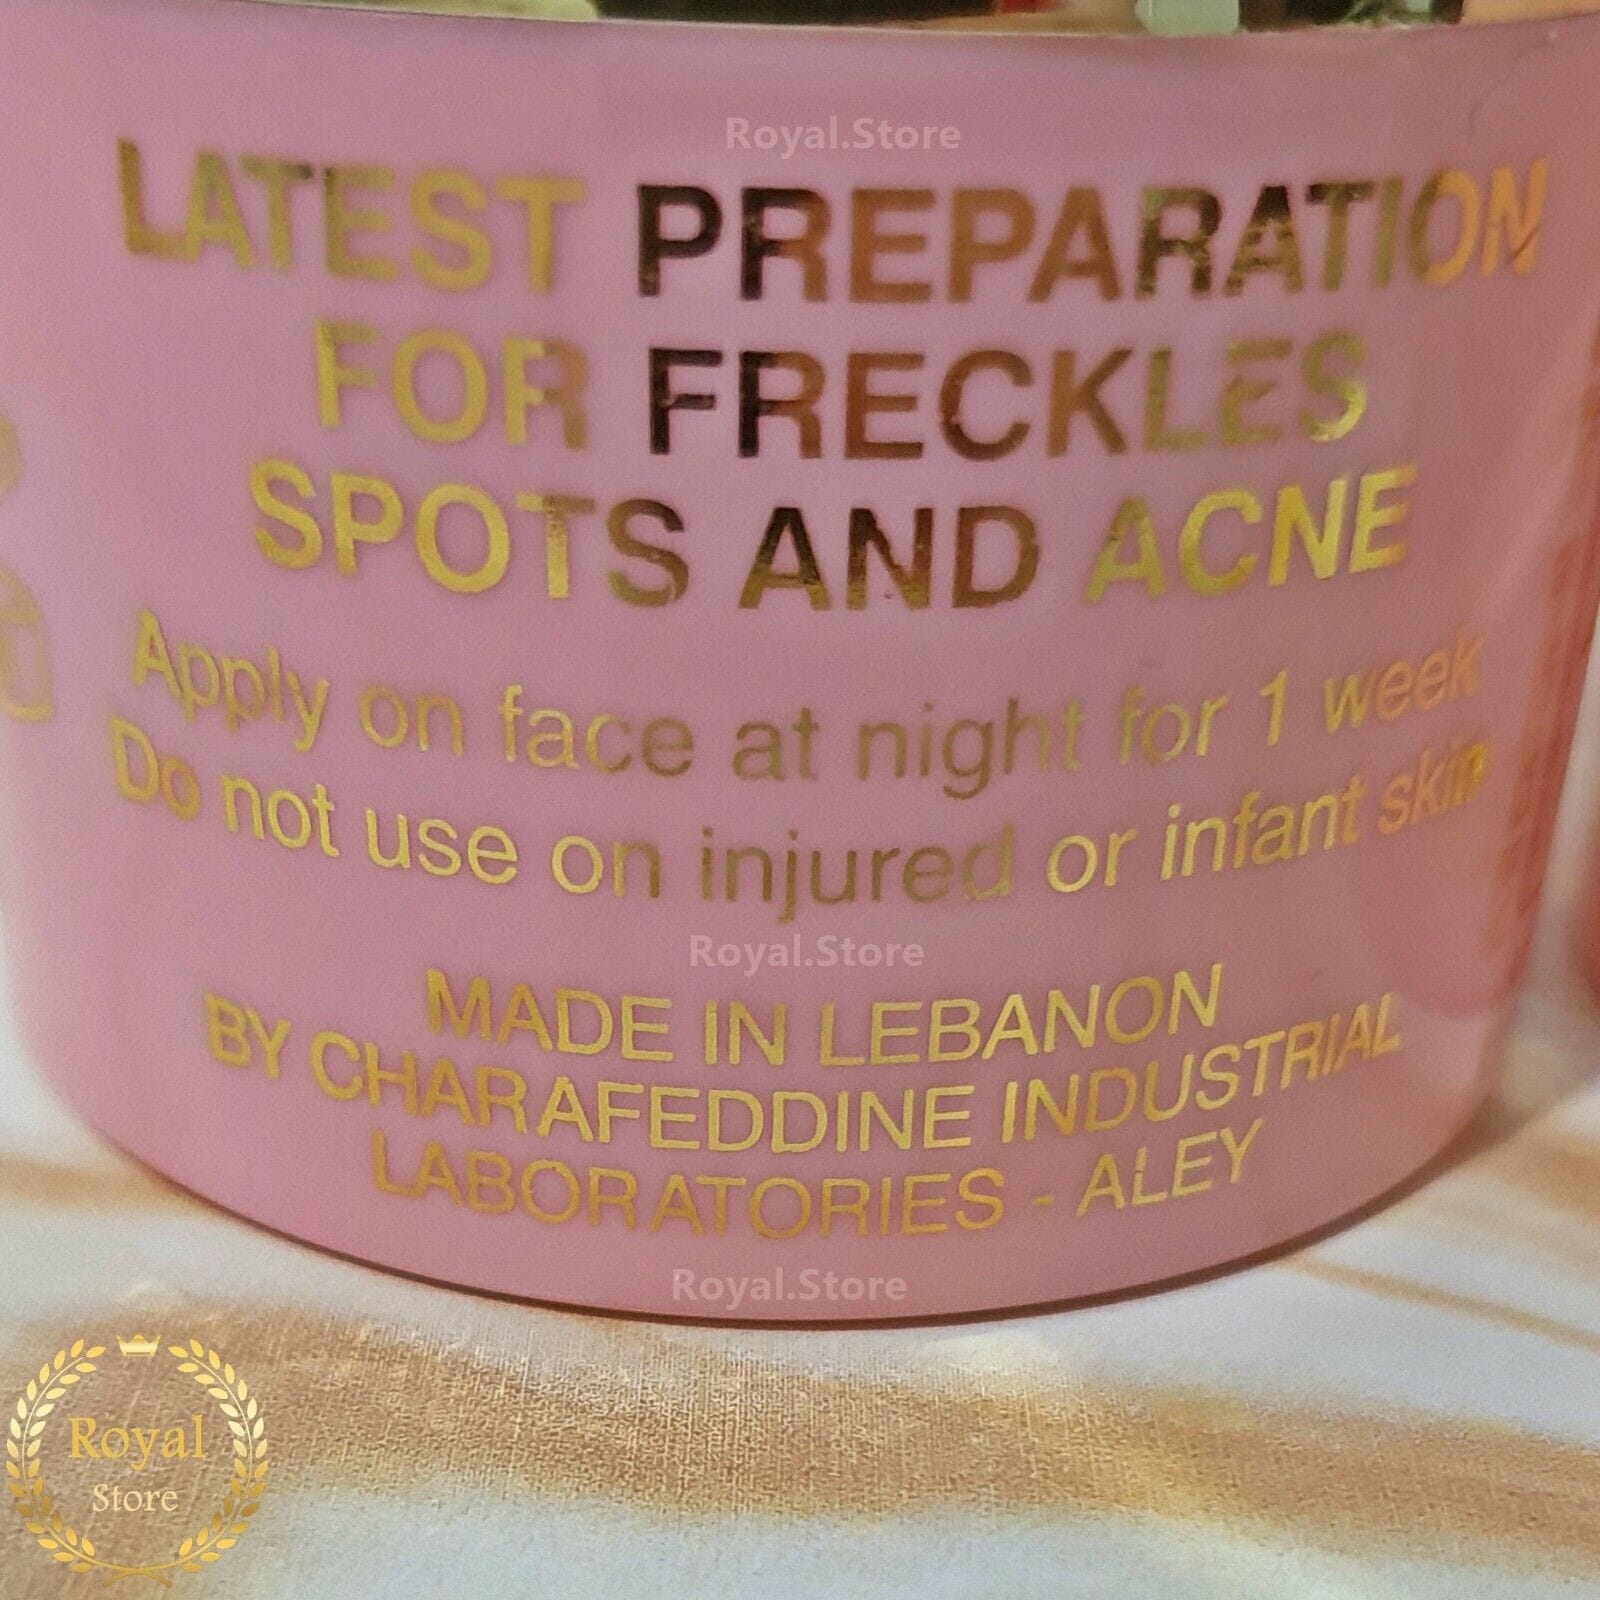 Royal.Store
LATEST PREPARATION
FOR FRECKLES
SPOTS AND ACNE
Apply on face at night for 1 week
Do not use on injured or infant skin
Royal.Store
MADE IN LEBANON
BY CHARAFEDDINE INDUSTRIAL
LABORATORIES - ALEY
Royal.Store
Royal
Store